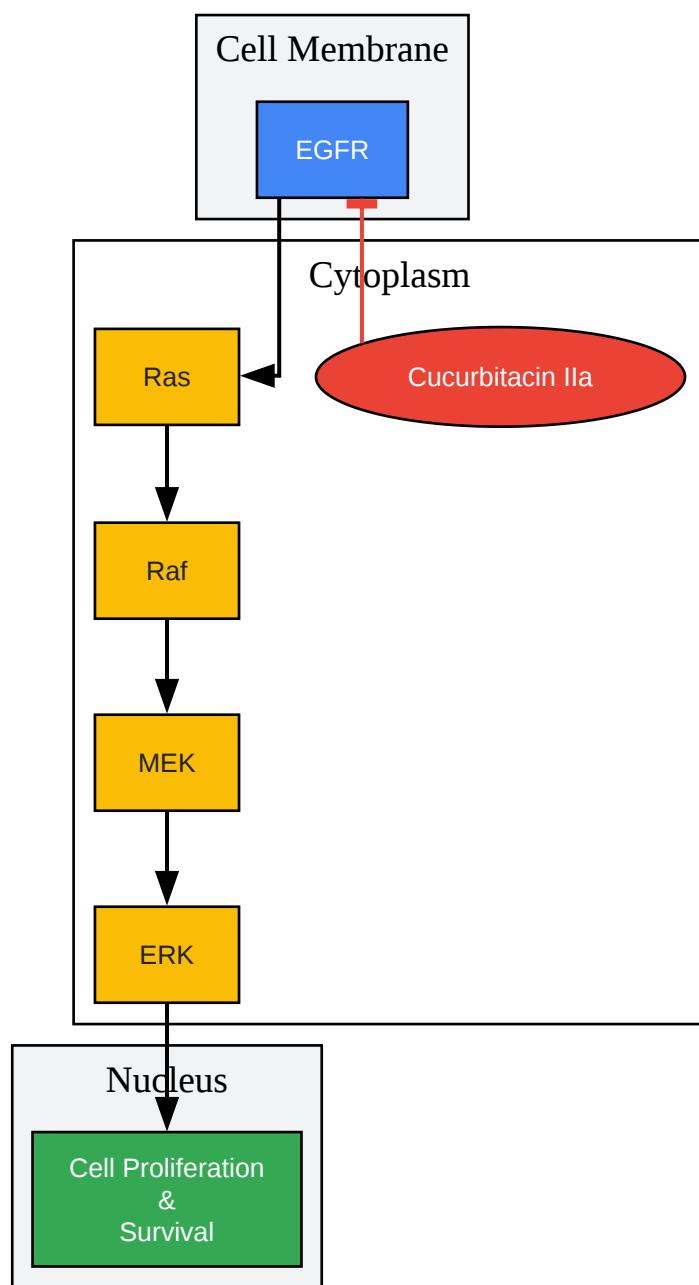 Cell Membrane
EGFR
Cytoplasm
Ras
Cucurbitacin IIa
Raf
MEK
ERK
Nucleus
Cell Proliferation
&
Survival